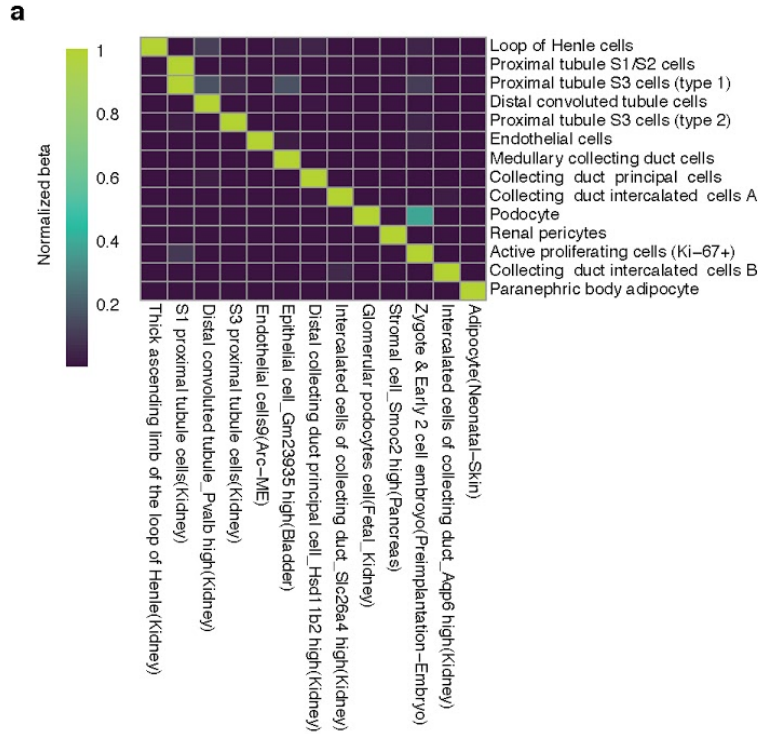 a
Normalized beta
1
0.8
0.6
0.4
0.2
Loop of Henle cells
Proximal tubule S1/S2 cells
Proximal tubule S3 cells (type 1)
Distal convoluted tubule cells
Proximal tubule S3 cells (type 2)
Endothelial cells
Medullary collecting duct cells
Collecting duct principal cells
Collecting duct intercalated cells A
Podocyte
Renal pericytes
Active proliferating cells (Ki-67+)
Collecting duct intercalated cells B
Paranephric body adipocyte
Thick ascending limb of the loop of Henle(Kidney)
S1 proximal tubule cells(Kidney)
Distal convoluted tubule_Pvalb high(Kidney)
S3 proximal tubule cells(Kidney)
Endothelial cells9(Arc-ME)
Epithelial cell_Gm23935 high(Bladder)
Distal collecting duct principal cell_Hsd11b2 high(Kidney)
Intercalated cells of collecting duct_Slc26a4 high(Kidney)
Glomerular podocytes cell(Fetal_Kidney)
Stromal cell_Smoc2 high(Pancreas)
Zygote & Early 2 cell embroyo(Preimplantation-Embryo)
Intercalated cells of collecting duct_Aqp6 high(Kidney)
Adipocyte(Neonatal-Skin)